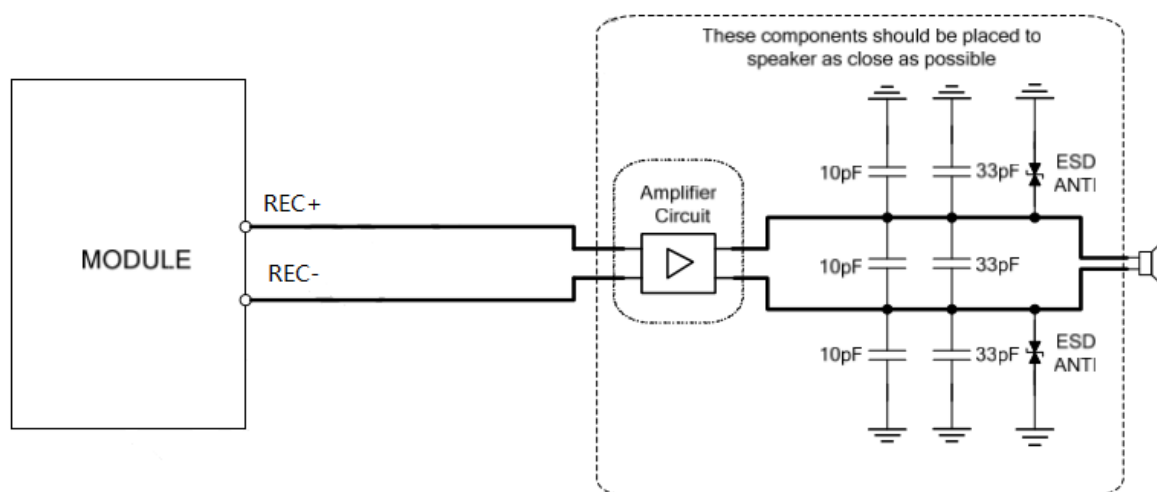 These components should be placed to
speaker as close as possible
10pF
33pF
ESD
ANTI
Amplifier
Circuit
REC+
MODULE
REC-
10pF
33pF
10pF
33pF
ESD
ANTI